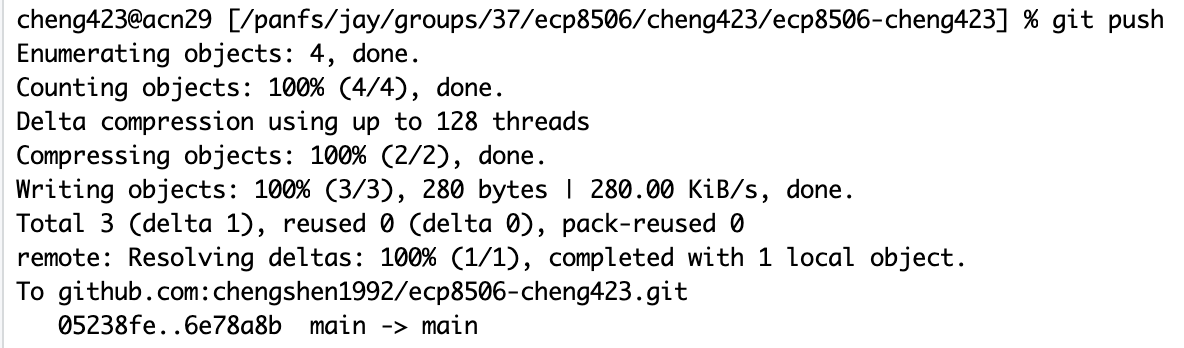 cheng423@acn29 [/panfs/jay/groups/37/ecp8506/cheng423/ecp8506-cheng423] % git push
Enumerating objects: 4, done.
Counting objects: 100% (4/4), done.
Delta compression using up to 128 threads
Compressing objects: 100% (2/2), done.
Writing objects: 100% (3/3), 280 bytes | 280.00 KiB/s, done.
Total 3 (delta 1), reused 0 (delta 0), pack-reused 0
remote: Resolving deltas: 100% (1/1), completed with 1 local object.
To github.com:chengshen1992/ecp8506-cheng423.git
   05238fe..6e78a8b  main -> main